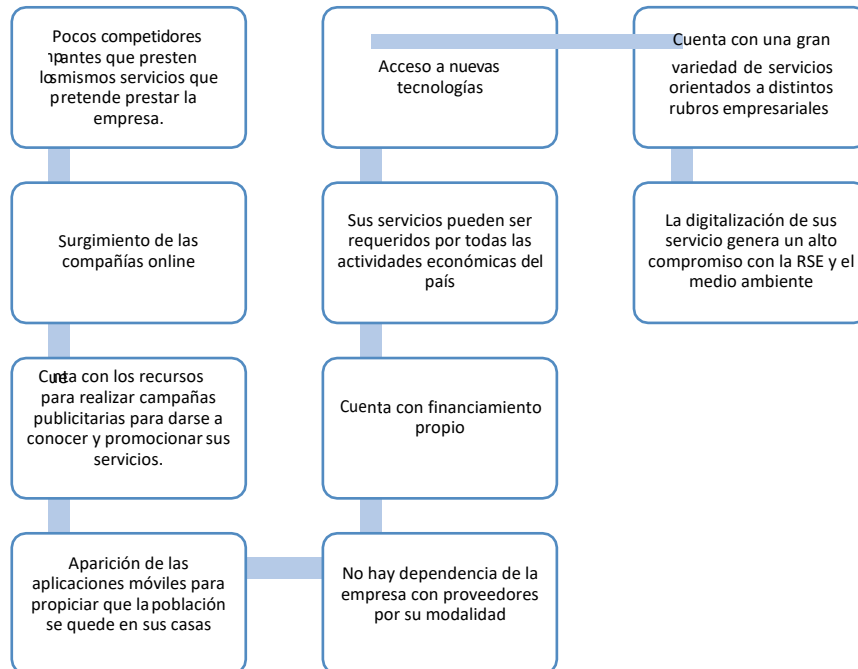 Pocos competidores
que presten
los mismos servicios que
pretende prestar la
empresa.
Surgimiento de las
compañías online
Cuenta con los recursos
para realizar campañas
publicitarias para darse a
conocer y promocionar sus
servicios.
Aparición de las
aplicaciones móviles para
propiciar que la población
se quede en sus casas
No hay dependencia de la
empresa con proveedores
por su modalidad
Cuenta con financiamiento
propio
Sus servicios pueden ser
requeridos por todas las
actividades económicas del
país
Acceso a nuevas
tecnologías
Cuenta con una gran
variedad de servicios
orientados a distintos
rubros empresariales
La digitalización de sus
servicio genera un alto
compromiso con la RSE y el
medio ambiente